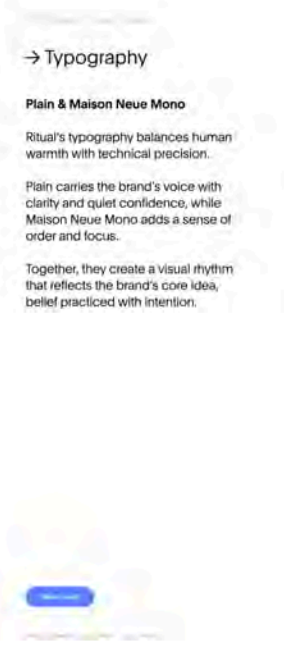 → Typography
Plain & Maison Neue Mono
Ritual's typography balances human
warmth with technical precision.
Plain carries the brand's voice with
clarity and quiet confidence, while
Maison Neue Mono adds a sense of
order and focus.
Together, they create a visual rhythm
that reflects the brand's core idea,
belief practiced with intention.